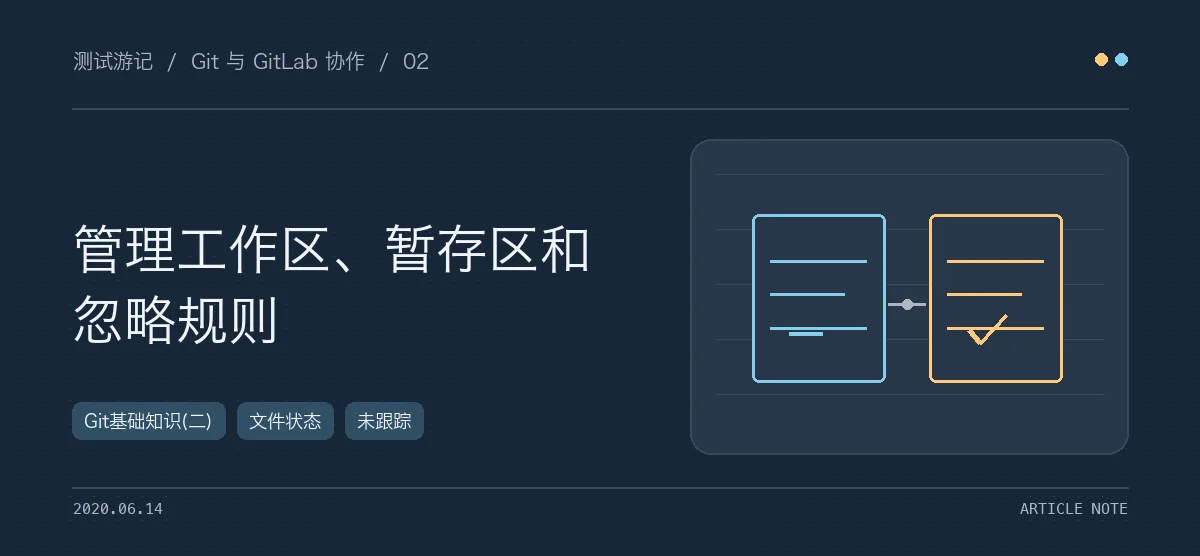 测试游记 / Git 与 GitLab 协作 / 02
管理工作区、暂存区和
忽略规则
Git基础知识(二) 文件状态 未跟踪
2020.06.14 ARTICLE NOTE